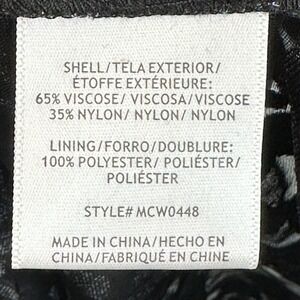 SHELL/TELA EXTERIOR/
ÉTOFFE EXTÉRIEURE:
65% VISCOSE/ VISCOSA/VISCOSE
35% NYLON/ NYLON/ NYLON
LINING/FORRO/DOUBLURE:
100% POLYESTER/ POLIÉSTER/
POLIÉSTER
STYLE# MCW0448
MADE IN CHINA/HECHO EN
CHINA/FABRIQUÉ EN CHINE